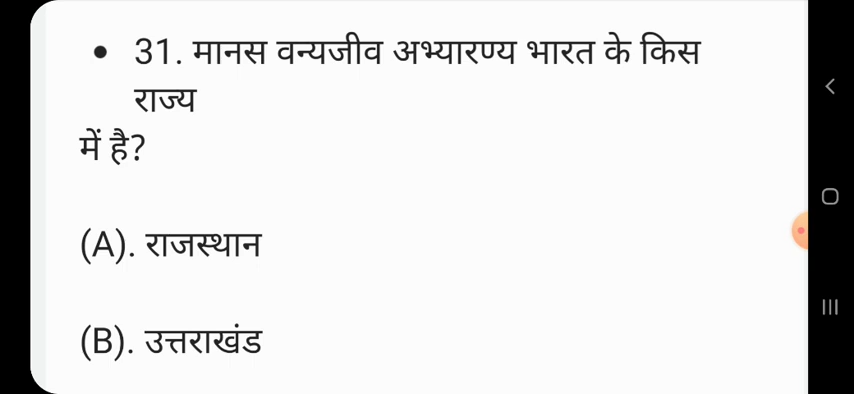 31. मानस वन्यजीव अभ्यारण्य भारत के किस
राज्य
में है?
(A). राजस्थान
(B). उत्तराखंड